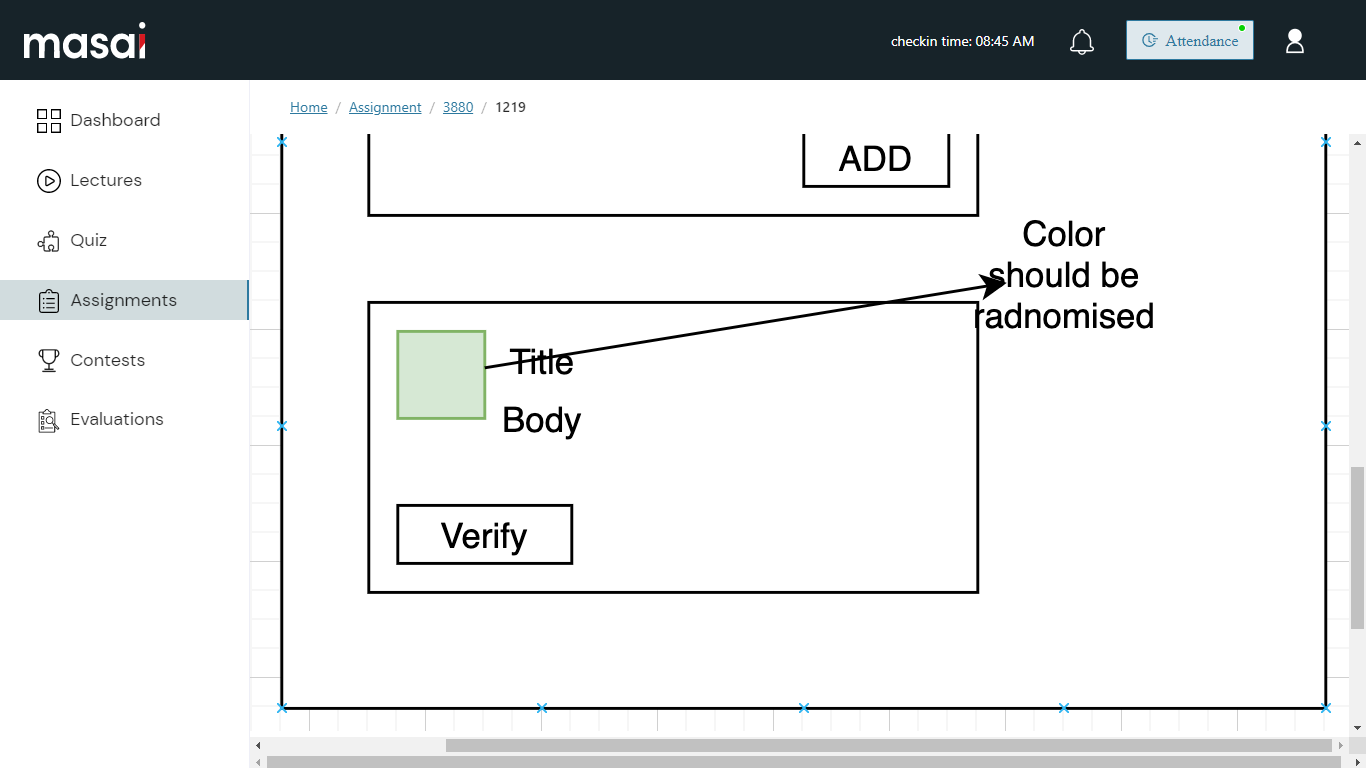 masai
checkin time: 08:45 AM
Attendance
Home / Assignment / 3880 / 1219
Dashboard
Lectures
Quiz
Assignments
Contests
Evaluations
ADD
Color
should be
radnomised
Title
Body
Verify